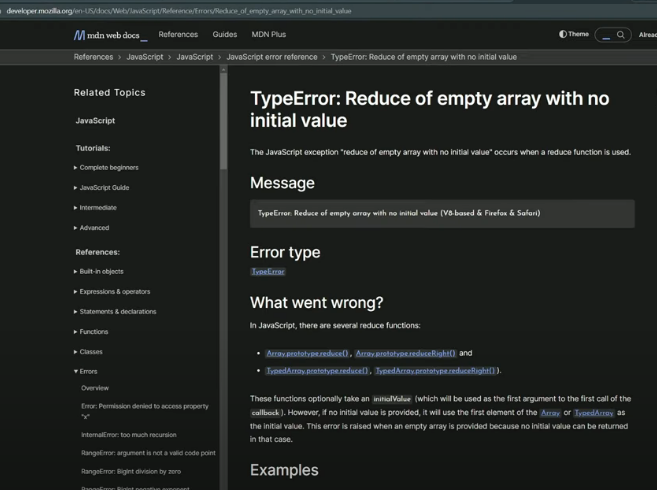 developer.mozilla.org/en-US/docs/Web/JavaScript/Reference/Errors/Reduce_of_empty_array_with_no_initial_value
mdn web docs_ References Guides MDN Plus Theme Alread
References > JavaScript > JavaScript > JavaScript error reference > TypeError: Reduce of empty array with no initial value
Related Topics
JavaScript
Tutorials:
Complete beginners
JavaScript Guide
Intermediate
Advanced
References:
Built-in objects
Expressions & operators
Statements & declarations
Functions
Classes
Errors
Overview
Error: Permission denied to access property
"x"
InternalError: too much recursion
RangeError: argument is not a valid code point
RangeError: BigInt division by zero
RangeError: BigInt negative exponent
TypeError: Reduce of empty array with no
initial value
The JavaScript exception "reduce of empty array with no initial value" occurs when a reduce function is used.
Message
TypeError: Reduce of empty array with no initial value (V8-based & Firefox & Safari)
Error type
TypeError
What went wrong?
In JavaScript, there are several reduce functions:
• Array.prototype.reduce(), Array.prototype.reduceRight() and
• TypedArray.prototype.reduce(), TypedArray.prototype.reduceRight()).
These functions optionally take an initialValue (which will be used as the first argument to the first call of the
callback). However, if no initial value is provided, it will use the first element of the Array or TypedArray as
the initial value. This error is raised when an empty array is provided because no initial value can be returned
in that case.
Examples